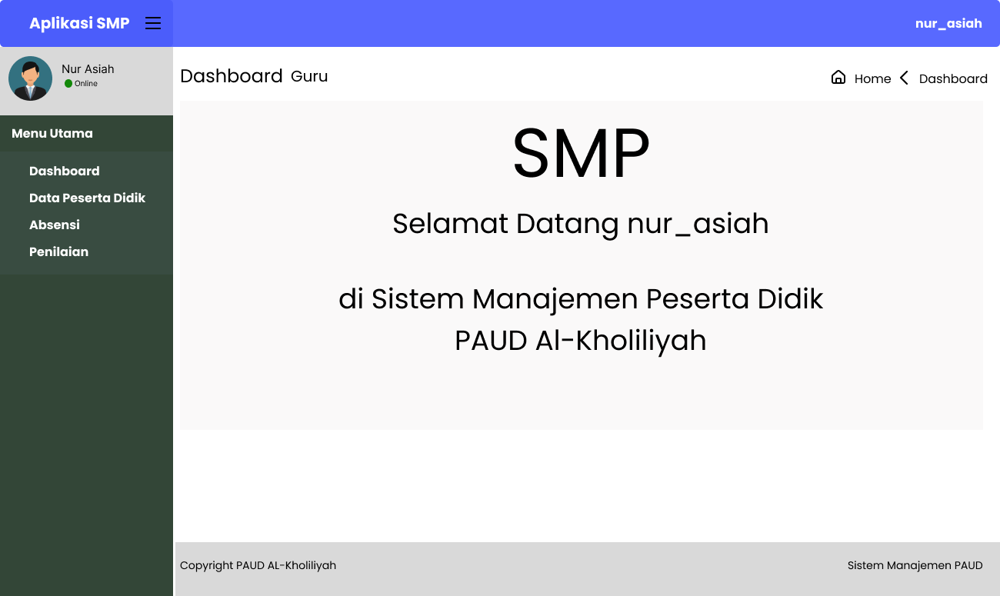 Aplikasi SMP
nur_asiah
Nur Asiah
Online
Menu Utama
Dashboard
Data Peserta Didik
Absensi
Penilaian
Dashboard Guru
Home Dashboard
SMP
Selamat Datang nur_asiah
di Sistem Manajemen Peserta Didik
PAUD Al-Kholiliyah
Copyright PAUD AL-Kholiliyah
Sistem Manajemen PAUD